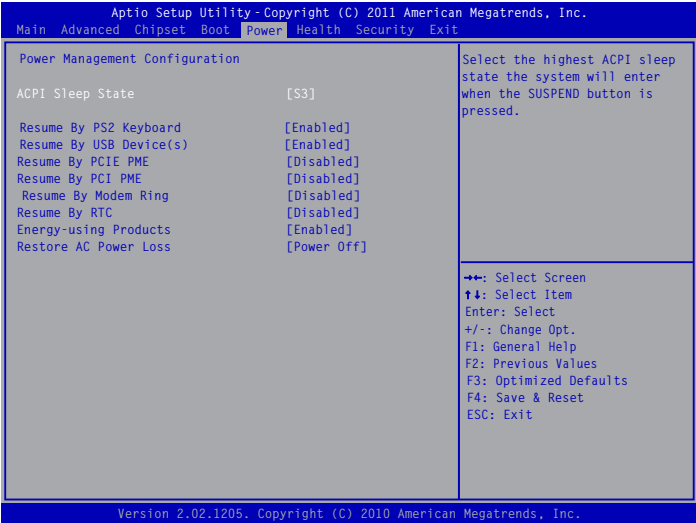 Aptio Setup Utility - Copyright (C) 2011 American Megatrends, Inc.
Main Advanced Chipset Boot Power Health Security Exit
Power Management Configuration
ACPI Sleep State [S3]
Resume By PS2 Keyboard [Enabled]
Resume By USB Device(s) [Enabled]
Resume By PCIE PME [Disabled]
Resume By PCI PME [Disabled]
Resume By Modem Ring [Disabled]
Resume By RTC [Disabled]
Energy-using Products [Enabled]
Restore AC Power Loss [Power Off]
Select the highest ACPI sleep
state the system will enter
when the SUSPEND button is
pressed.
→←: Select Screen
↑↓: Select Item
Enter: Select
+/-: Change Opt.
F1: General Help
F2: Previous Values
F3: Optimized Defaults
F4: Save & Reset
ESC: Exit
Version 2.02.1205. Copyright (C) 2010 American Megatrends, Inc.